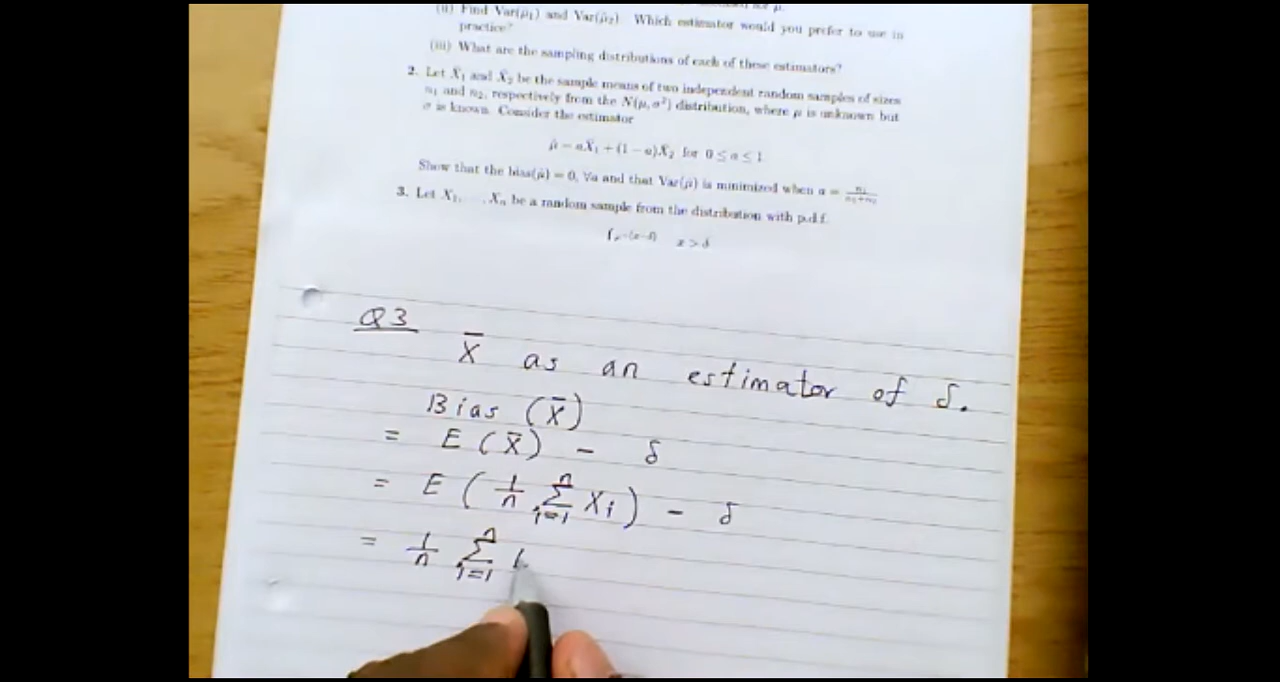 (ii) Find Var(μ̂₁) and Var(μ̂₂). Which estimator would you prefer to use in
practice?
(iii) What are the sampling distributions of each of these estimators?
2. Let X̄₁ and X̄₂ be the sample means of two independent random samples of sizes
n₁ and n₂, respectively from the N(μ, σ²) distribution, where μ is unknown but
σ is known. Consider the estimator
μ̂ = aX̄₁ + (1 − a)X̄₂ for 0 ≤ a ≤ 1
Show that the bias(μ̂) = 0, ∀a and that Var(μ̂) is minimized when a = n₁/(n₁+n₂)
3. Let X₁, . . . , Xₙ be a random sample from the distribution with p.d.f.
{e^−(x−δ) x > δ
Q3
X̄ as an estimator of δ.
Bias (X̄)
= E (X̄) − δ
= E ( 1/n Σ_{i=1}^{n} Xi ) − δ
= 1/n Σ_{i=1}^{n}